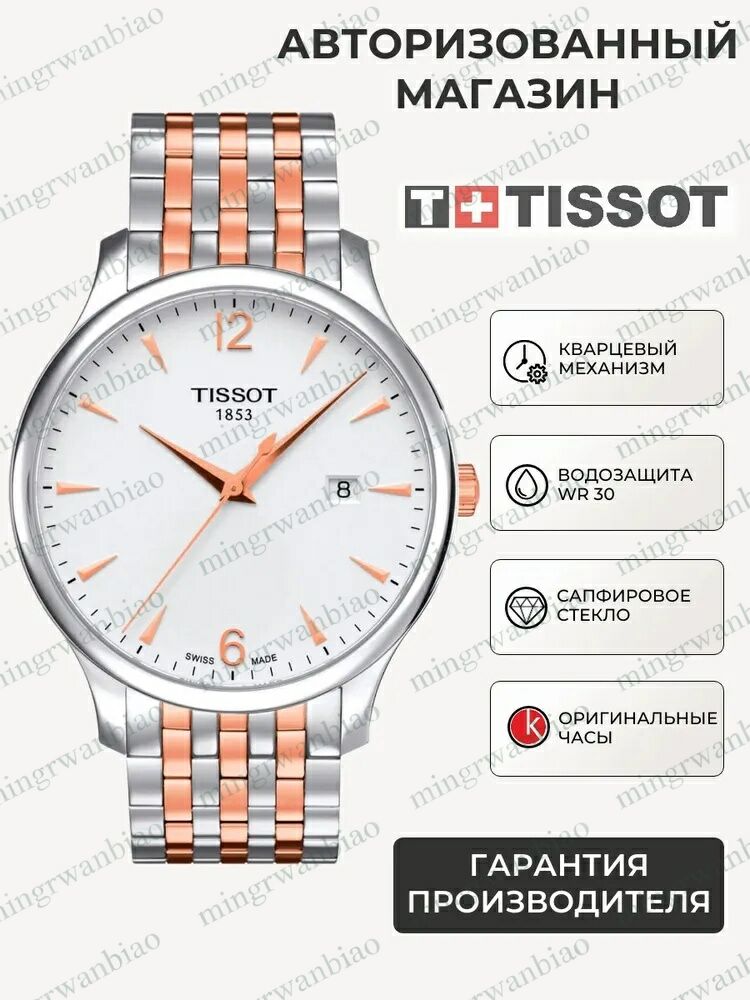 АВТОРИЗОВАННЫЙ
МАГАЗИН
T+TISSOT
12
TISSOT
1853
8
6
SWISS MADE
КВАРЦЕВЫЙ
МЕХАНИЗМ
ВОДОЗАЩИТА
WR 30
САПФИРОВОЕ
СТЕКЛО
k
ОРИГИНАЛЬНЫЕ
ЧАСЫ
ГАРАНТИЯ
ПРОИЗВОДИТЕЛЯ
mingrwanbiao